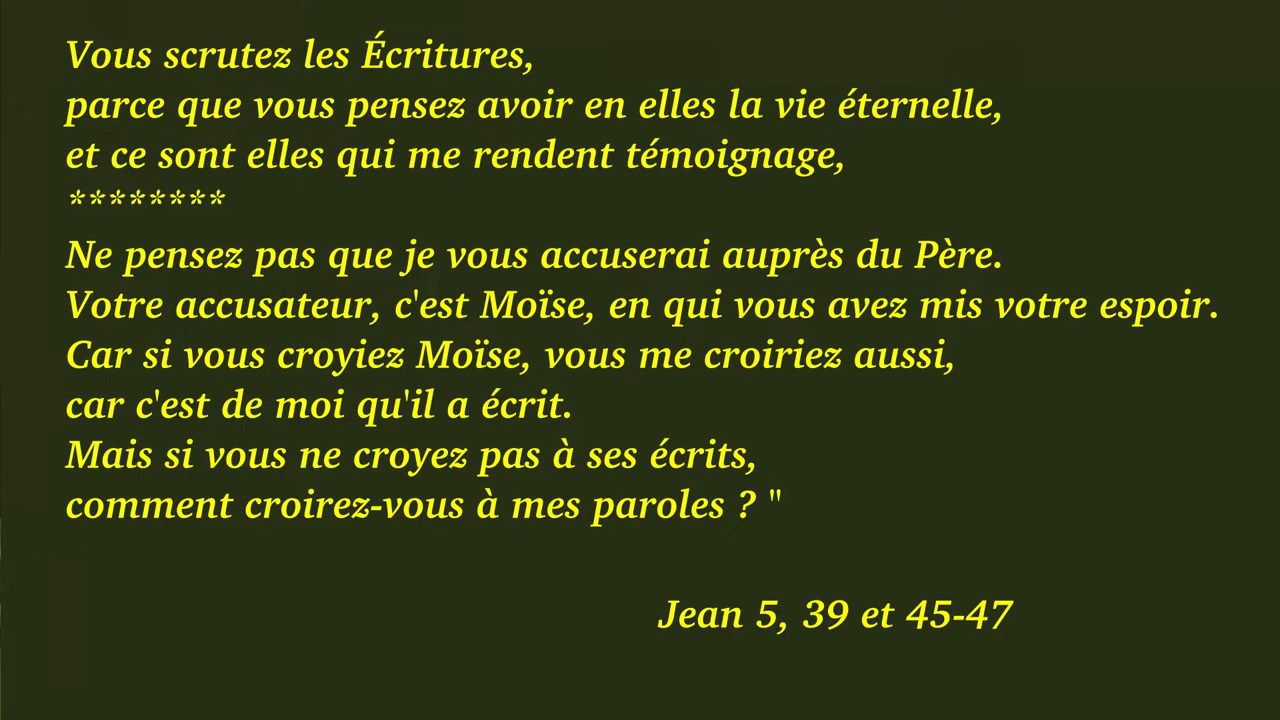 Vous scrutez les Écritures,
parce que vous pensez avoir en elles la vie éternelle,
et ce sont elles qui me rendent témoignage,
********
Ne pensez pas que je vous accuserai auprès du Père.
Votre accusateur, c'est Moïse, en qui vous avez mis votre espoir.
Car si vous croyiez Moïse, vous me croiriez aussi,
car c'est de moi qu'il a écrit.
Mais si vous ne croyez pas à ses écrits,
comment croirez-vous à mes paroles ? "
Jean 5, 39 et 45-47